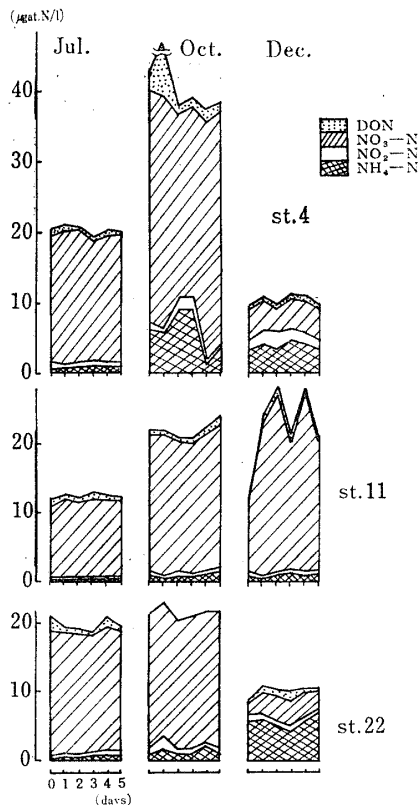 (μgat.N/l)
Jul.
Oct.
Dec.
A
40
30
20
10
0
DON
NO₃—N
NO₂—N
NH₄—N
st.4
20
10
0
st.11
20
10
0
st.22
0 1 2 3 4 5
(days)